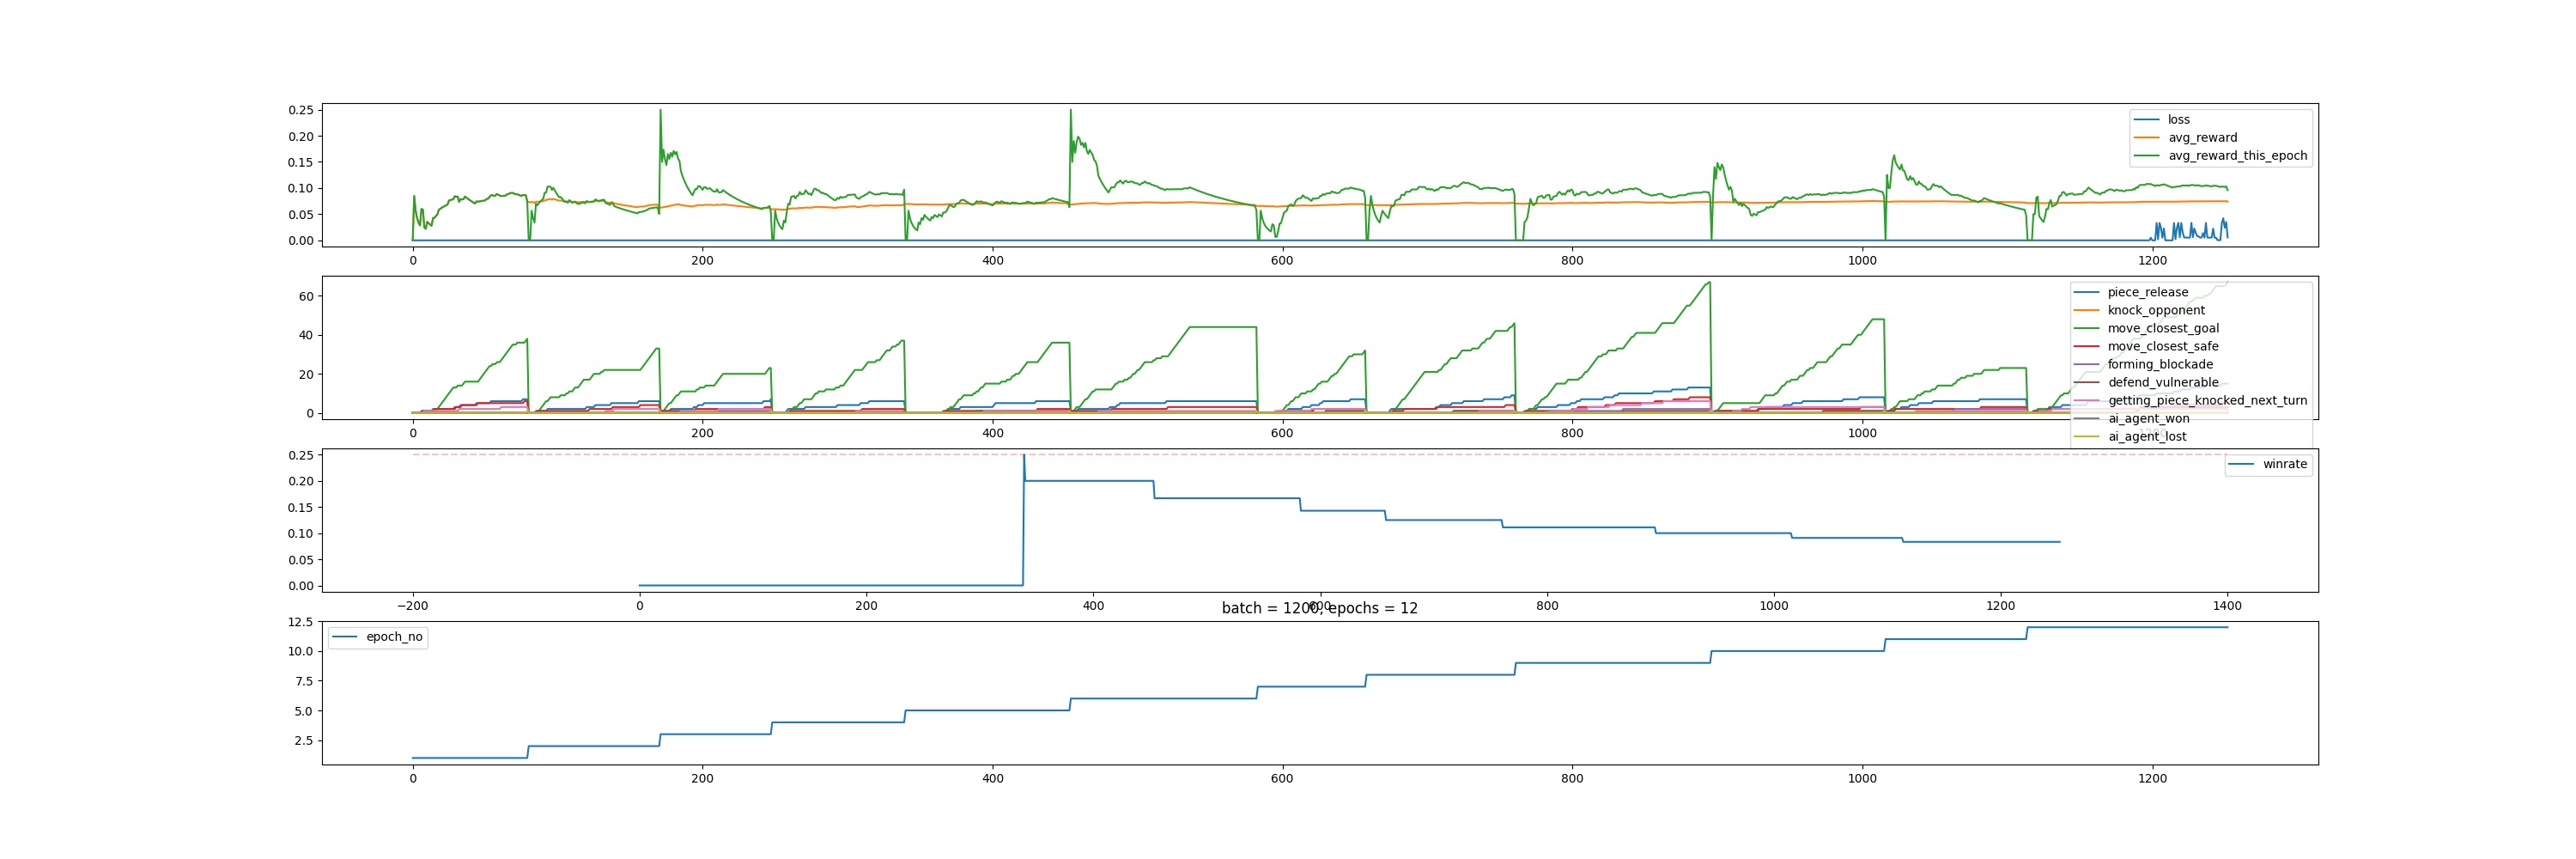 0.25
0.20
0.15
0.10
0.05
0.00
loss
avg_reward
avg_reward_this_epoch
0 200 400 600 800 1000 1200
60
40
20
0
piece_release
knock_opponent
move_closest_goal
move_closest_safe
forming_blockade
defend_vulnerable
getting_piece_knocked_next_turn
ai_agent_won
ai_agent_lost
0 200 400 600 800 1000 1200
0.25
0.20
0.15
0.10
0.05
0.00
winrate
−200 0 200 400 600 800 1000 1200 1400
batch = 1200, epochs = 12
12.5
10.0
7.5
5.0
2.5
epoch_no
0 200 400 600 800 1000 1200